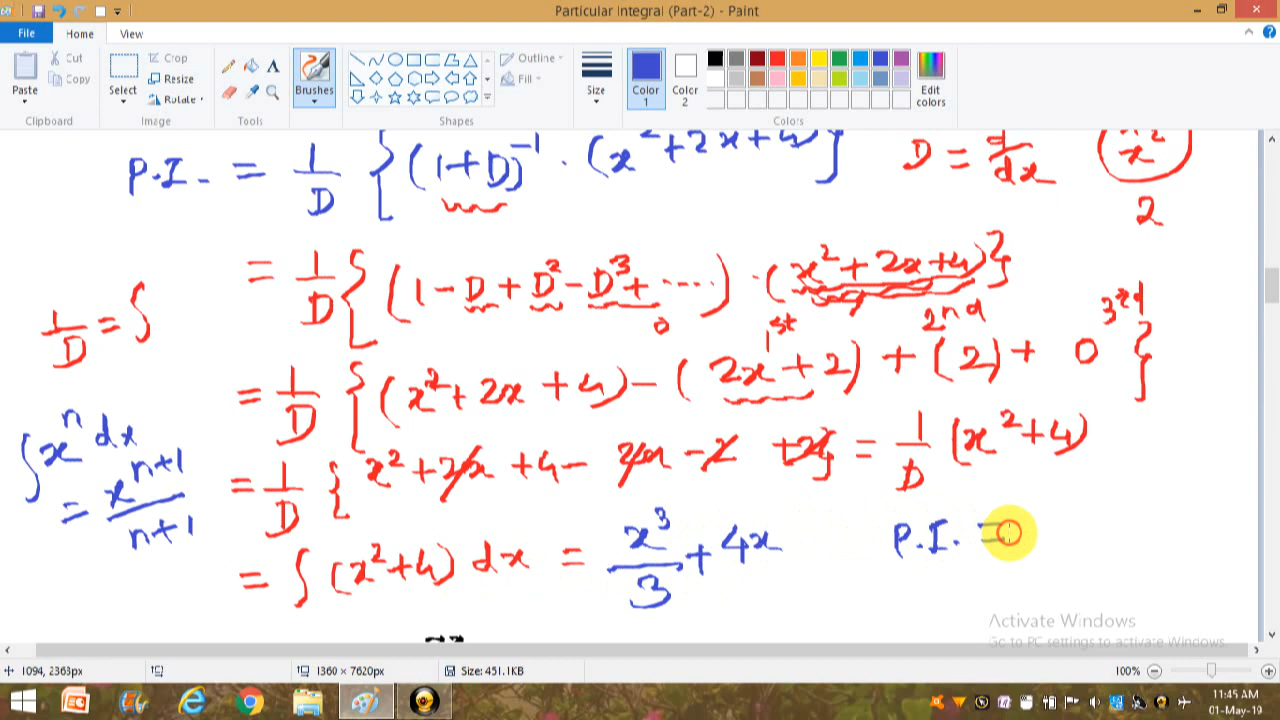 Particular Integral (Part-2) - Paint
File Home View
Paste Cut Copy Select Crop Resize Rotate Brushes Outline Fill Size Color 1 Color 2 Edit colors
Clipboard Image Tools Shapes Colors
P.I. = 1/D {(1+D)^-1 . (x^2+2x+4)} D = d/dx x^2 2
= 1/D {(1-D+D^2-D^3+....) . (x^2+2x+4)}
1/D = ∫ 0 1st 2nd 3rd
= 1/D {(x^2+2x+4)-(2x+2)+(2)+0}
∫x^n dx = x^(n+1)/(n+1)
= 1/D {x^2+2x+4-2x-2+2} = 1/D (x^2+4)
= ∫(x^2+4) dx = x^3/3 + 4x P.I. =
Activate Windows
Go to PC settings to activate Windows.
1094, 2363px 1360 × 7620px Size: 451.1KB 100%
11:45 AM
01-May-19